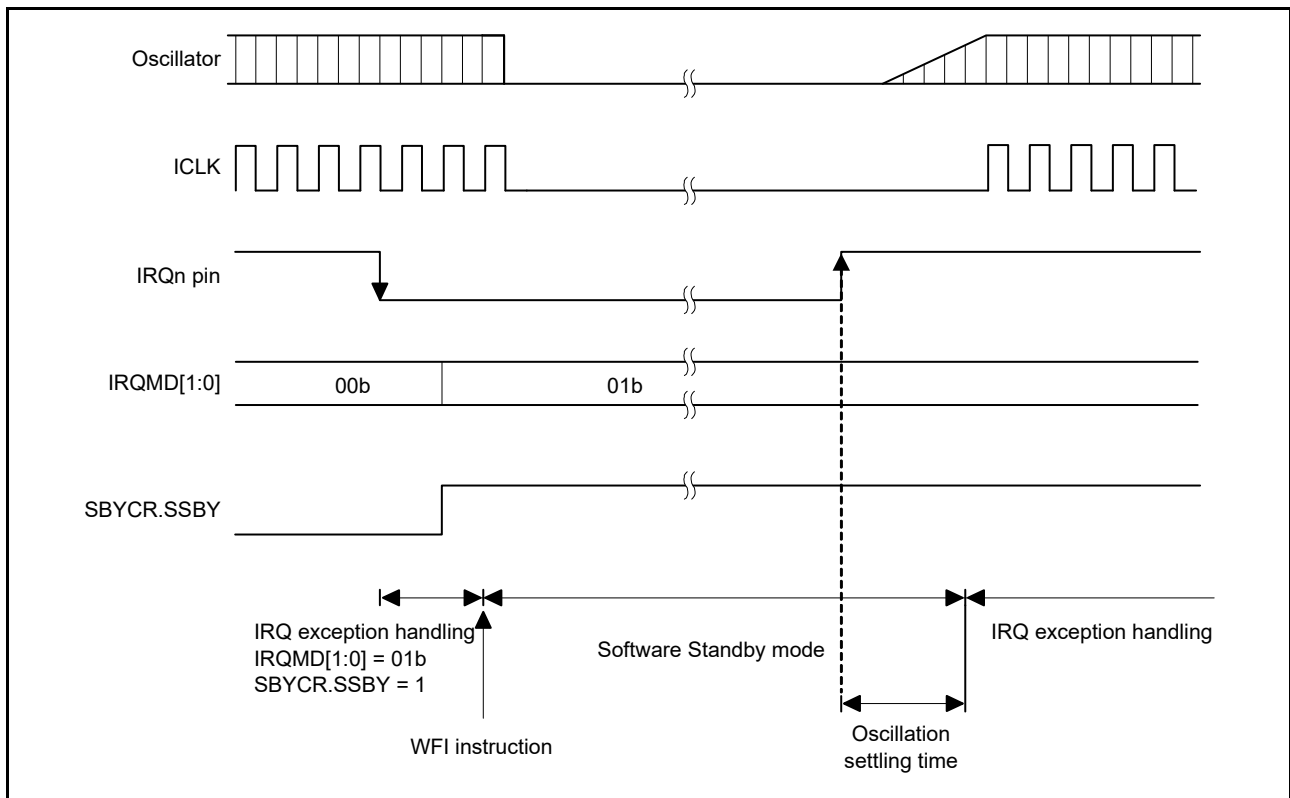 Oscillator
ICLK
IRQn pin
IRQMD[1:0]
00b
01b
SBYCR.SSBY
IRQ exception handling
IRQMD[1:0] = 01b
SBYCR.SSBY = 1
WFI instruction
Software Standby mode
Oscillation
settling time
IRQ exception handling